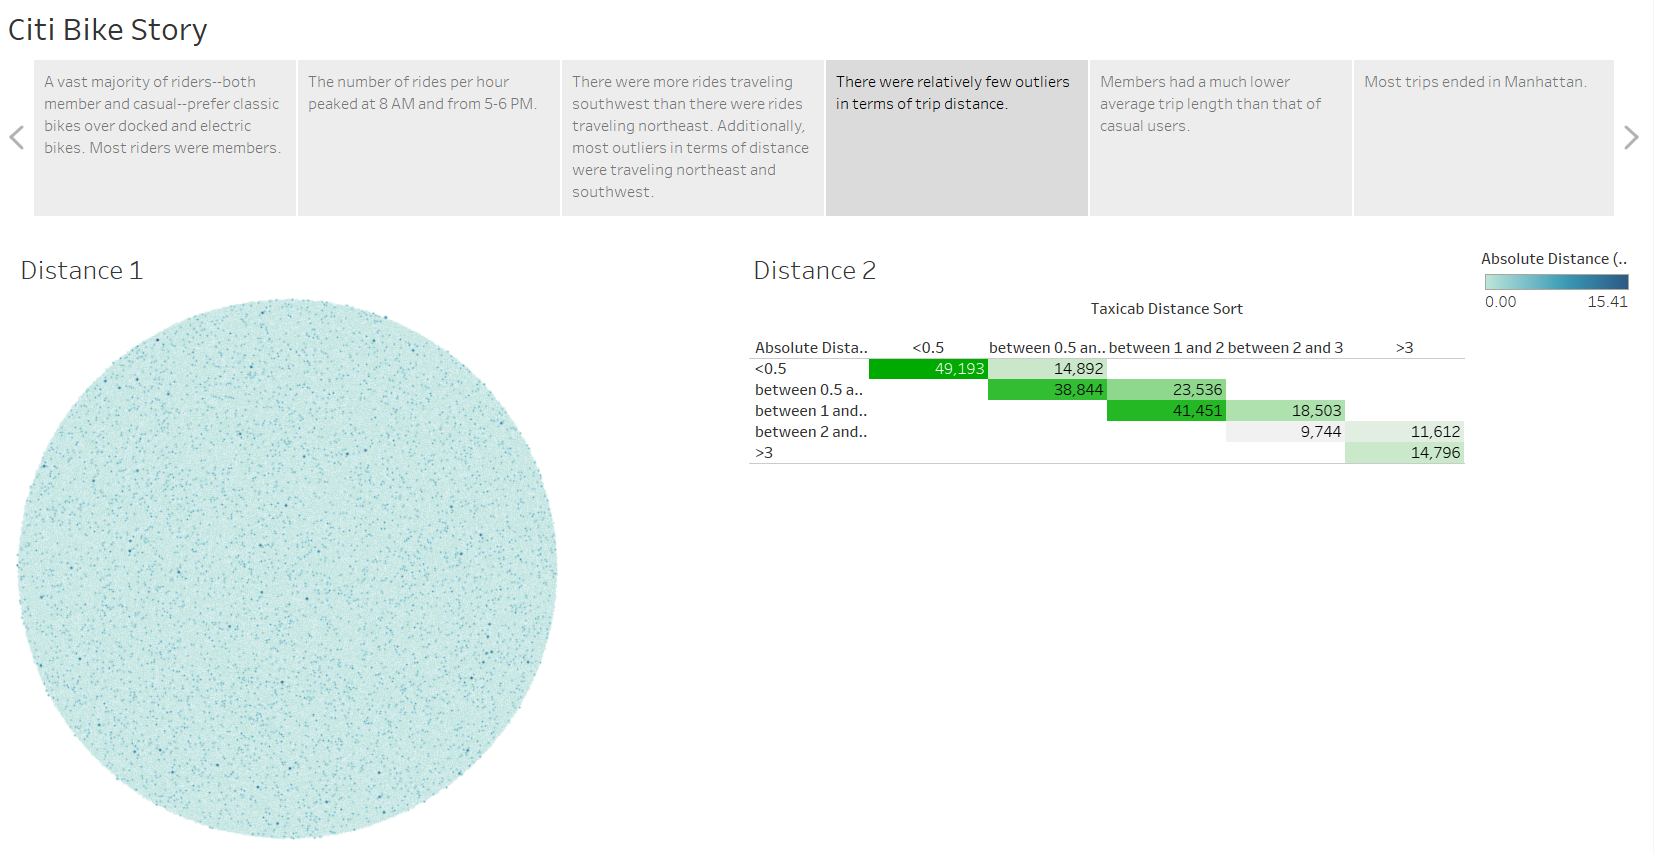 Citi Bike Story
A vast majority of riders--both
member and casual--prefer classic
bikes over docked and electric
bikes. Most riders were members.
The number of rides per hour
peaked at 8 AM and from 5-6 PM.
There were more rides traveling
southwest than there were rides
traveling northeast. Additionally,
most outliers in terms of distance
were traveling northeast and
southwest.
There were relatively few outliers
in terms of trip distance.
Members had a much lower
average trip length than that of
casual users.
Most trips ended in Manhattan.
Distance 1
Distance 2
Taxicab Distance Sort
Absolute Dista.. <0.5 between 0.5 an.. between 1 and 2 between 2 and 3 >3
<0.5 49,193 14,892
between 0.5 a.. 38,844 23,536
between 1 and.. 41,451 18,503
between 2 and.. 9,744 11,612
>3 14,796
Absolute Distance (..
0.00 15.41